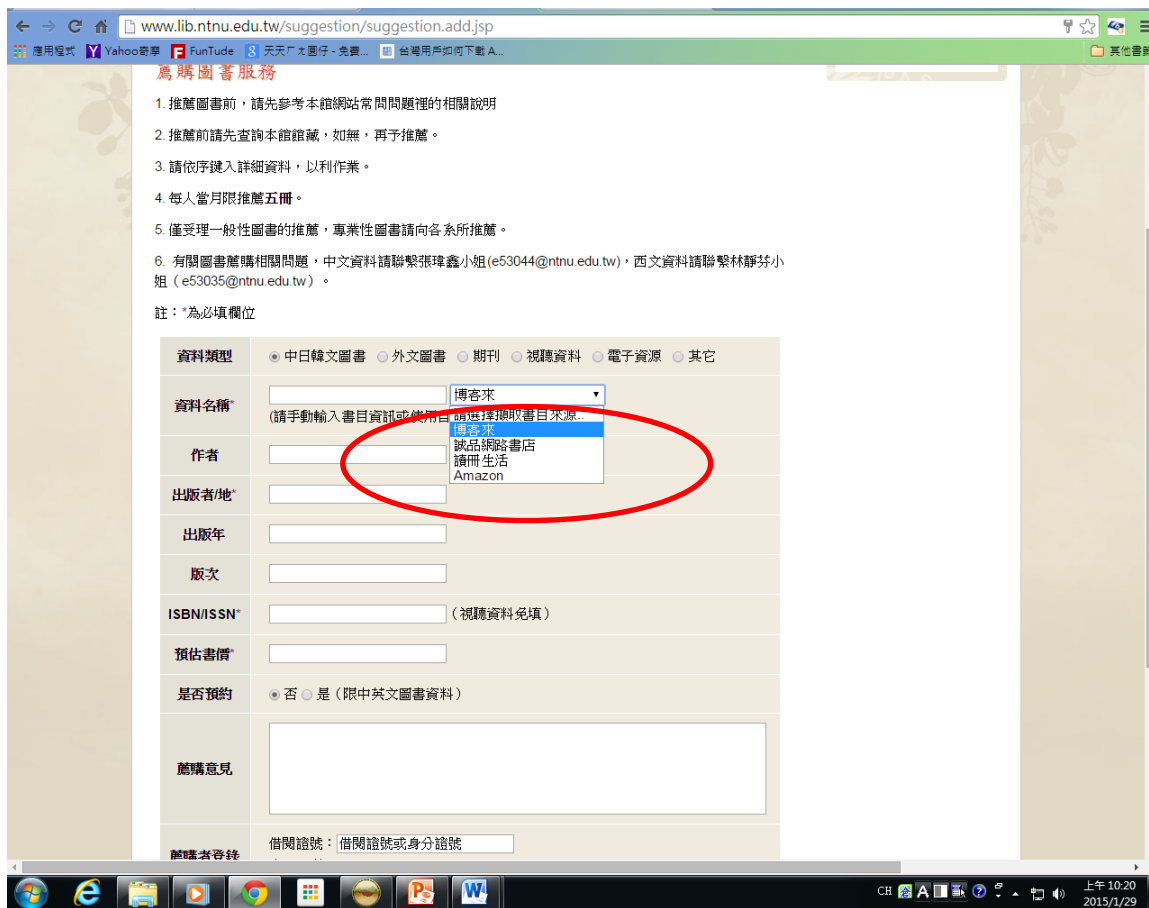 www.lib.ntnu.edu.tw/suggestion/suggestion.add.jsp
應用程式 Yahoo奇摩 FunTude 天天ㄏㄤ圍仔 - 免費... 台灣用戶如何下載 A... 其他書籤
薦購圖書服務
1. 推薦圖書前，請先參考本館網站常問問題裡的相關說明
2. 推薦前請先查詢本館館藏，如無，再予推薦。
3. 請依序鍵入詳細資料，以利作業。
4. 每人當月限推薦五冊。
5. 僅受理一般性圖書的推薦，專業性圖書請向各系所推薦。
6. 有關圖書薦購相關問題，中文資料請聯繫張瑋鑫小姐(e53044@ntnu.edu.tw)，西文資料請聯繫林靜芬小
姐（e53035@ntnu.edu.tw）。
註：*為必填欄位
資料類型 中日韓文圖書 外文圖書 期刊 視聽資料 電子資源 其它
資料名稱* 博客來
(請手動輸入書目資訊或使用自 請選擇擷取書目來源..
博客來
誠品網路書店
作者 讀冊生活
Amazon
出版者/地*
出版年
版次
ISBN/ISSN* （視聽資料免填）
預估書價*
是否預約 否 是（限中英文圖書資料）
薦購意見
薦購者登錄 借閱證號：借閱證號或身分證號
CH A 上午 10:20
2015/1/29